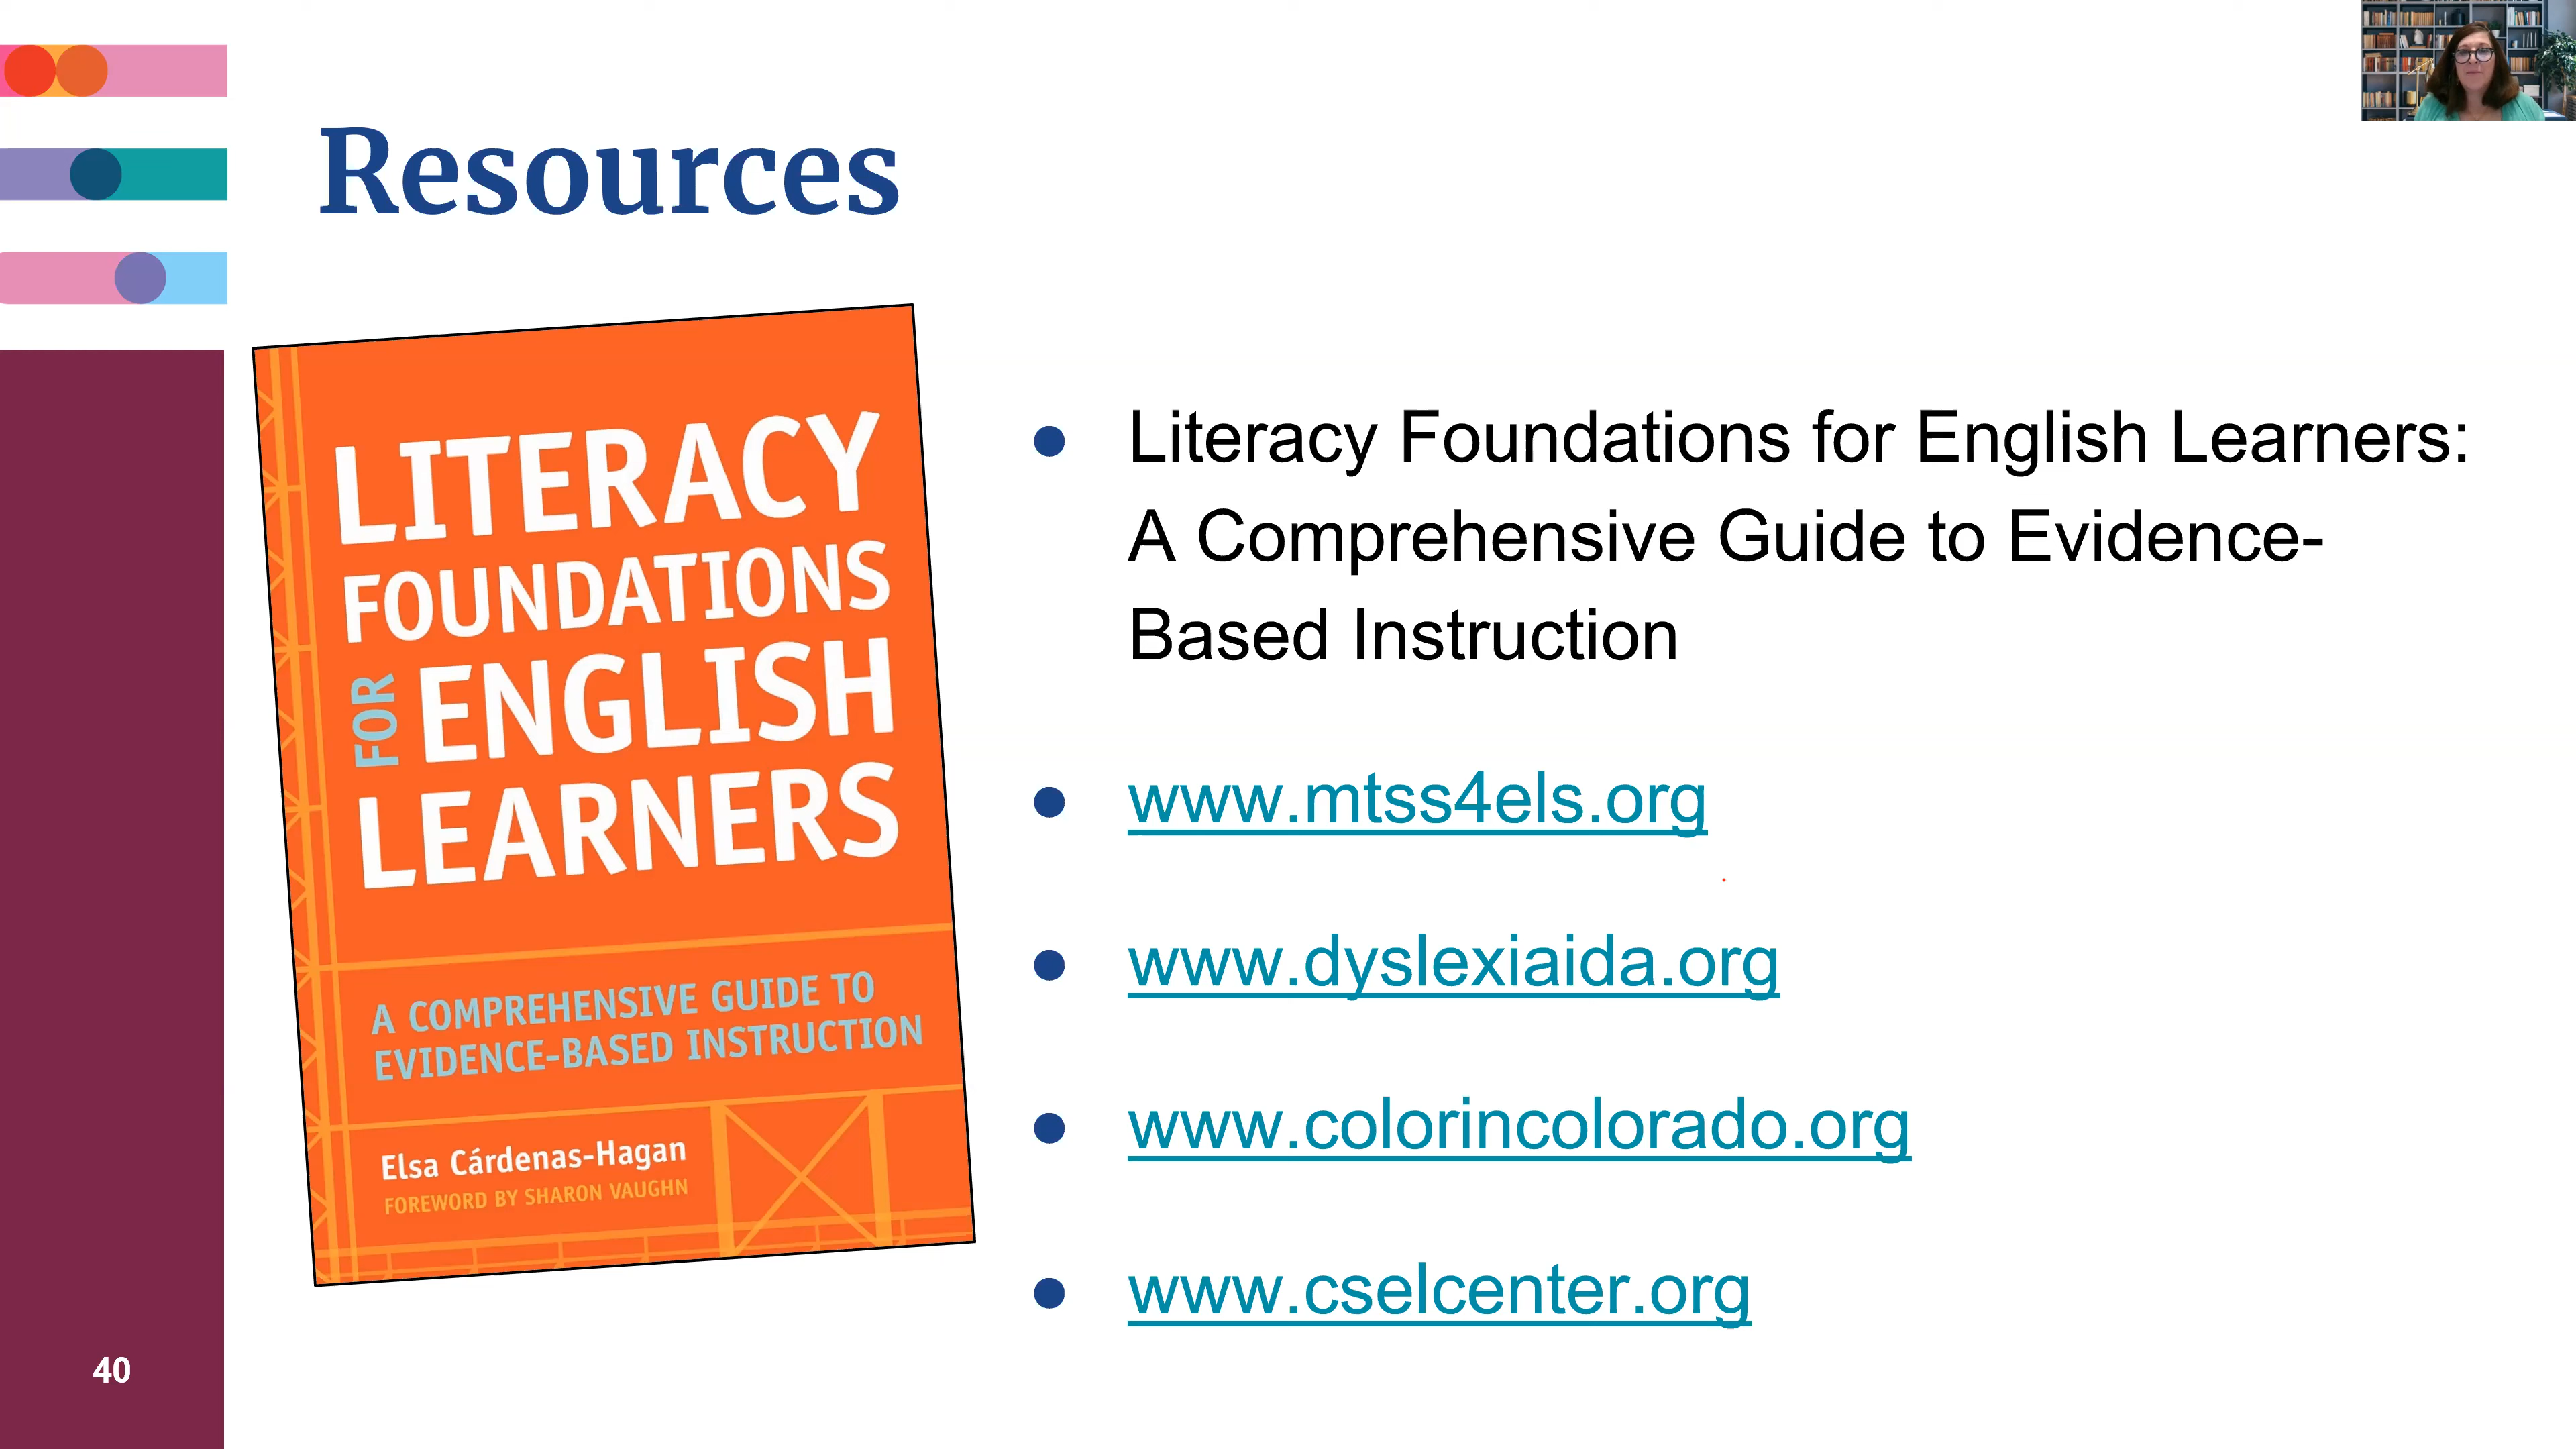 Resources
LITERACY
FOUNDATIONS
FOR ENGLISH
LEARNERS
A COMPREHENSIVE GUIDE TO
EVIDENCE-BASED INSTRUCTION
Elsa Cárdenas-Hagan
FOREWORD BY SHARON VAUGHN
● Literacy Foundations for English Learners:
A Comprehensive Guide to Evidence-
Based Instruction
● www.mtss4els.org
● www.dyslexiaida.org
● www.colorincolorado.org
● www.cselcenter.org
40